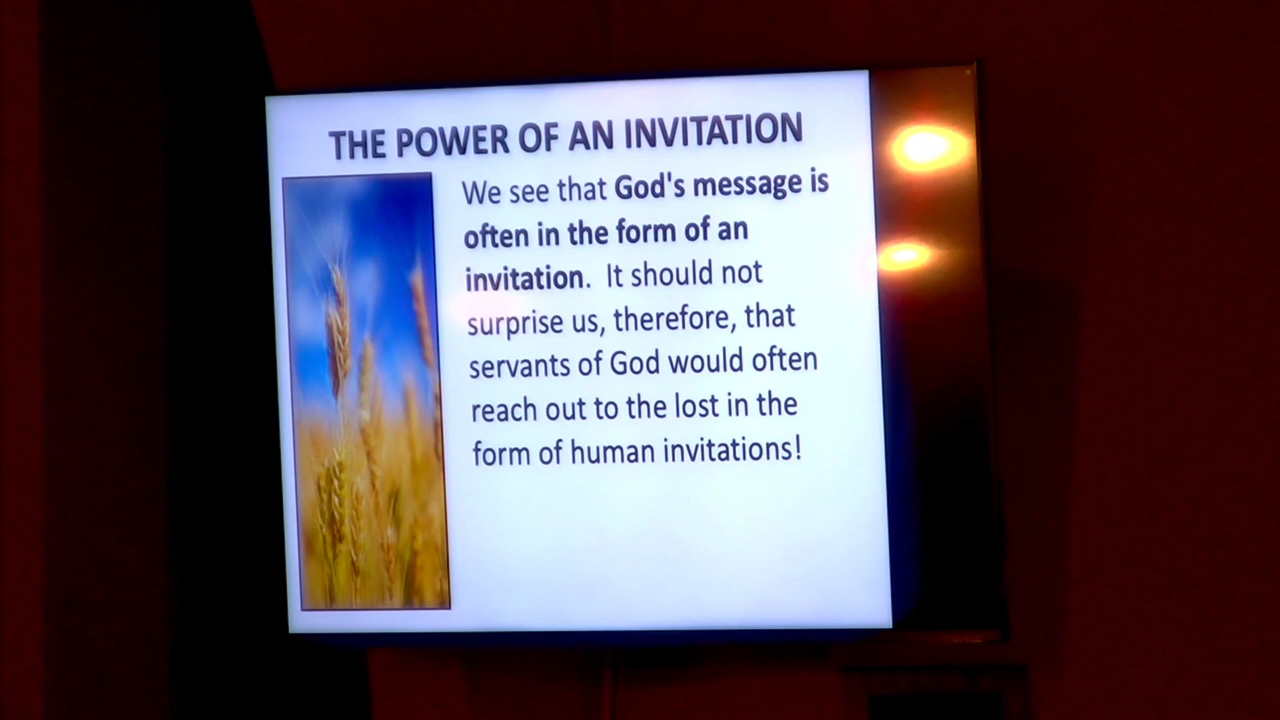 THE POWER OF AN INVITATION
We see that God's message is
often in the form of an
invitation.  It should not
surprise us, therefore, that
servants of God would often
reach out to the lost in the
form of human invitations!